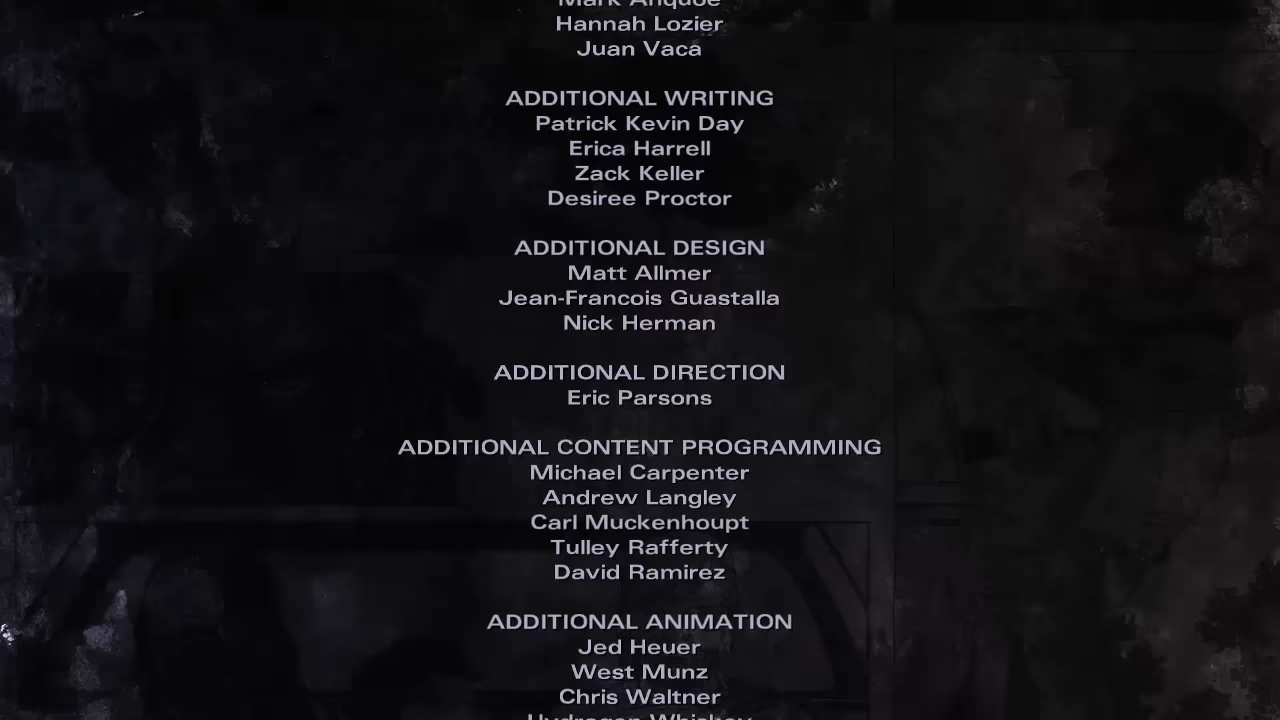 Hannah Lozier
Juan Vaca
ADDITIONAL WRITING
Patrick Kevin Day
Erica Harrell
Zack Keller
Desiree Proctor
ADDITIONAL DESIGN
Matt Allmer
Jean-Francois Guastalla
Nick Herman
ADDITIONAL DIRECTION
Eric Parsons
ADDITIONAL CONTENT PROGRAMMING
Michael Carpenter
Andrew Langley
Carl Muckenhoupt
Tulley Rafferty
David Ramirez
ADDITIONAL ANIMATION
Jed Heuer
West Munz
Chris Waltner